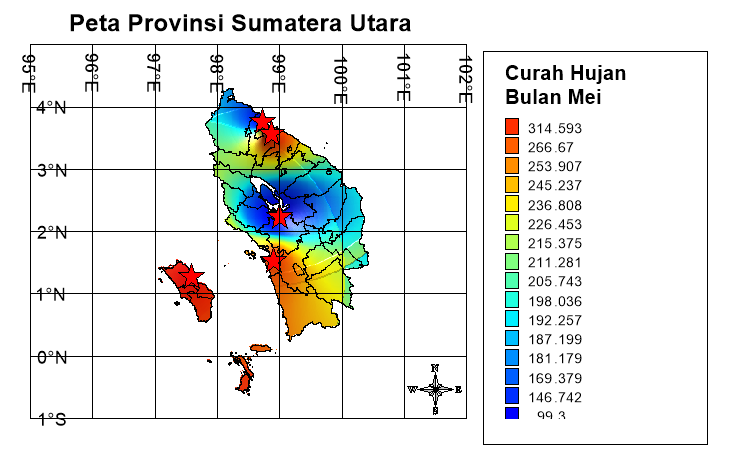 Peta Provinsi Sumatera Utara
95°E 96°E 97°E 98°E 99°E 100°E 101°E 102°E
4°N
3°N
2°N
1°N
0°N
1°S
N
W E
S
Curah Hujan
Bulan Mei
314.593
266.67
253.907
245.237
236.808
226.453
215.375
211.281
205.743
198.036
192.257
187.199
181.179
169.379
146.742
99.3